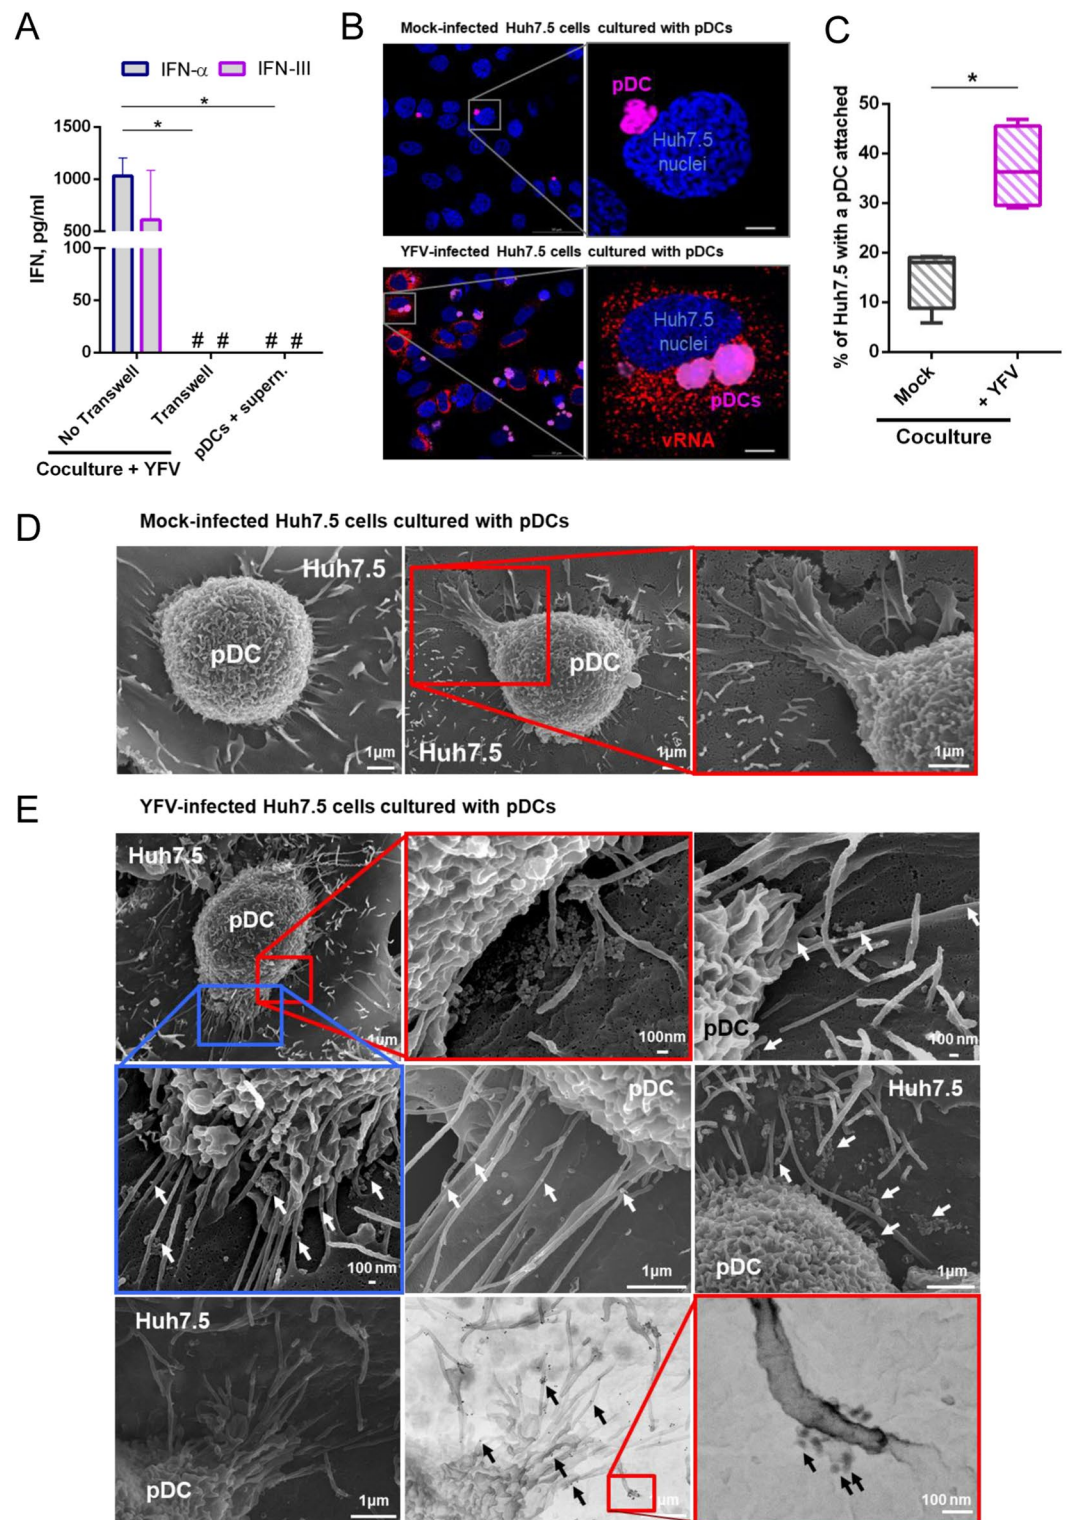 A
IFN-α
IFN-III
*
*
1500
1000
500
100
50
0
IFN, pg/ml
# #
# #
No Transwell
Transwell
pDCs + supern.
Coculture + YFV
B
Mock-infected Huh7.5 cells cultured with pDCs
pDC
Huh7.5
nuclei
YFV-infected Huh7.5 cells cultured with pDCs
Huh7.5
nuclei
pDCs
vRNA
C
*
50
40
30
20
10
0
% of Huh7.5 with a pDC attached
Mock
+ YFV
Coculture
D
Mock-infected Huh7.5 cells cultured with pDCs
Huh7.5
pDC
1μm
pDC
Huh7.5
1μm
1μm
E
YFV-infected Huh7.5 cells cultured with pDCs
Huh7.5
pDC
1μm
100nm
pDC
100 nm
100 nm
pDC
1μm
Huh7.5
pDC
1μm
Huh7.5
pDC
1μm
100 nm